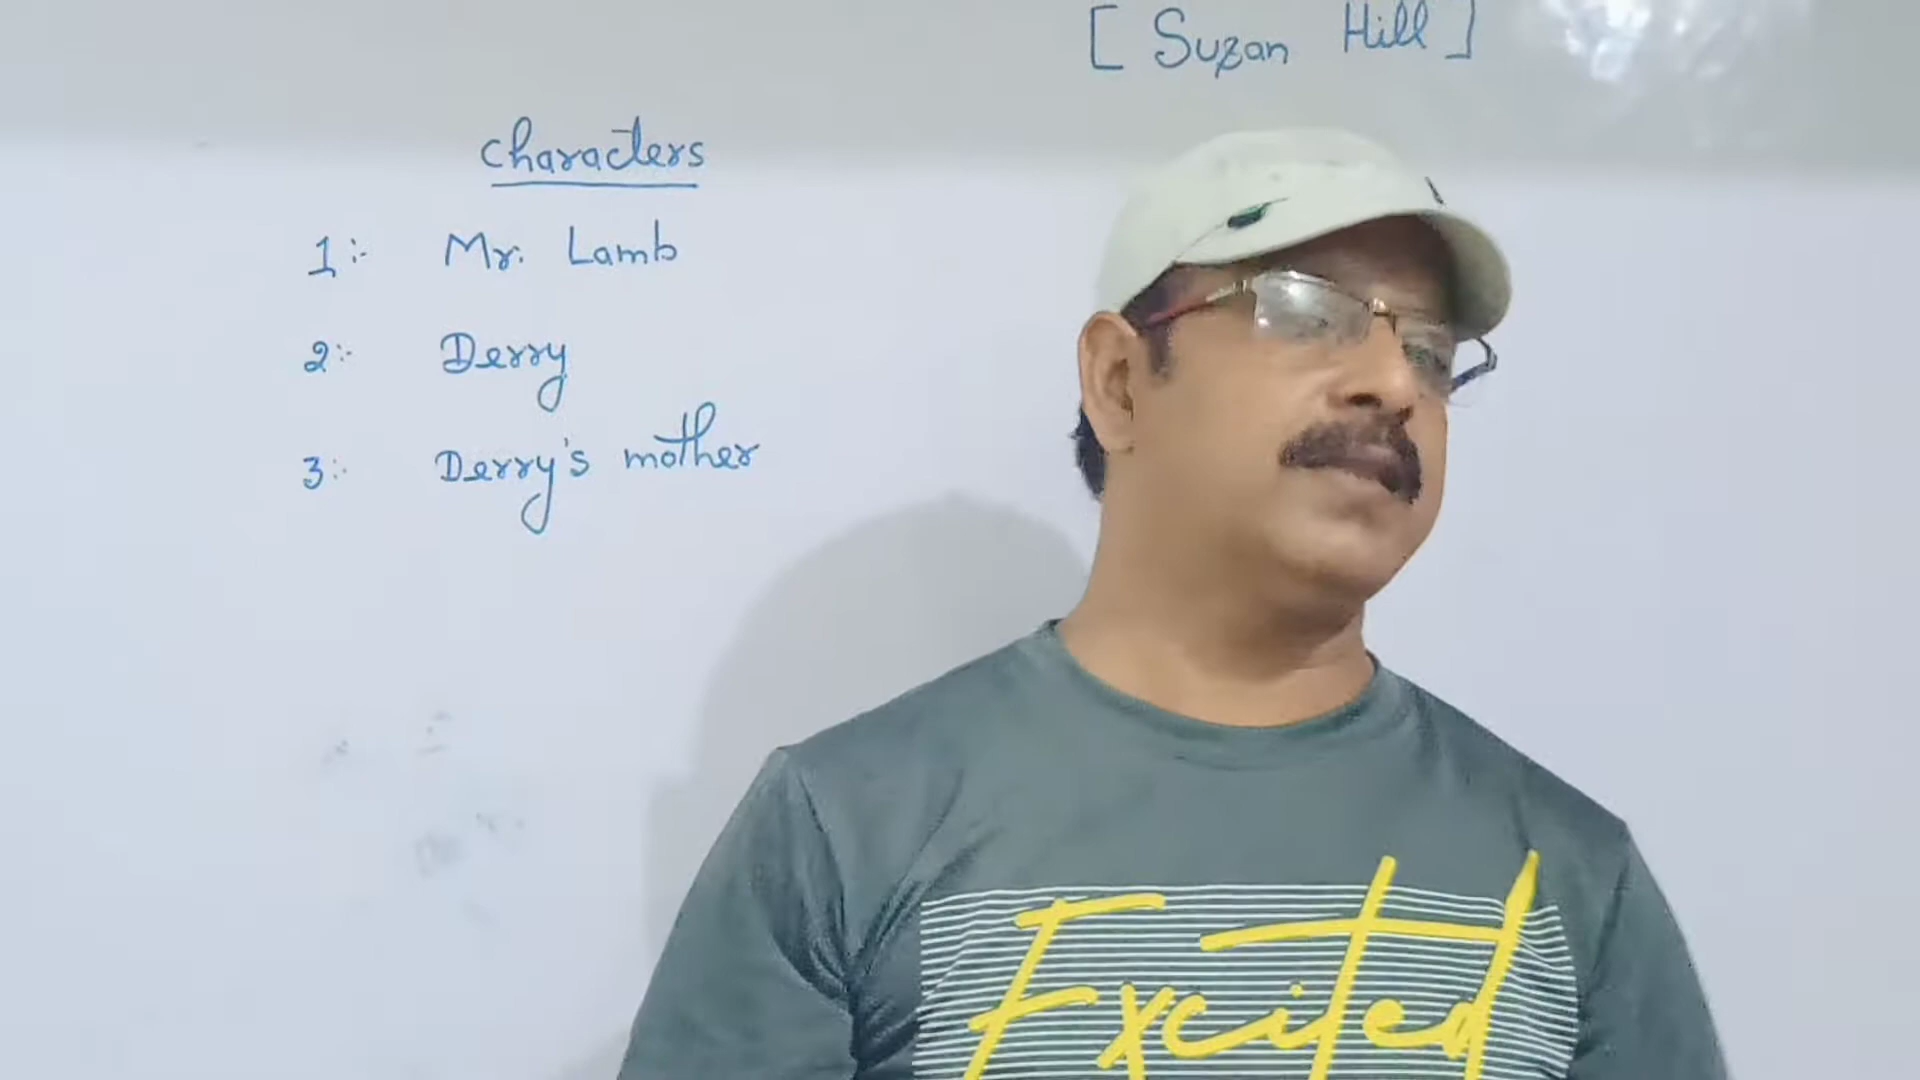 [ Suzan Hill ]
Characters
1:- Mr. Lamb
2:- Derry
3:- Derry's mother
Excited